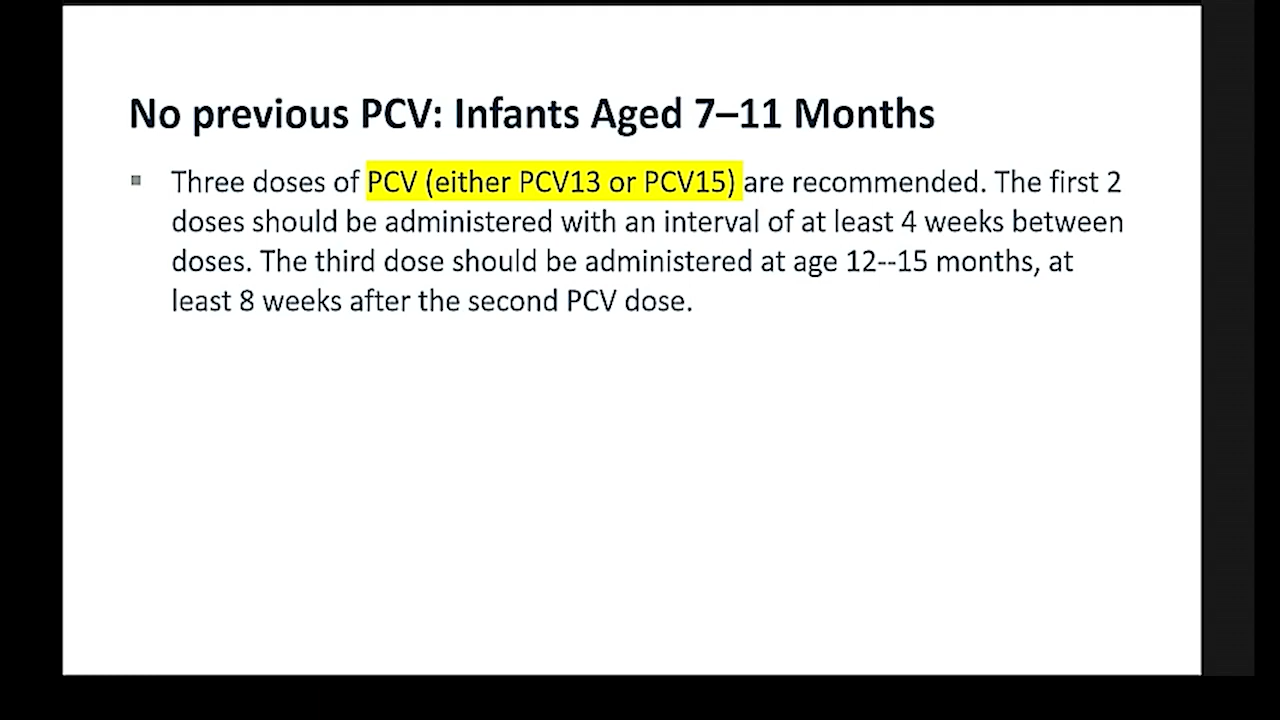 No previous PCV: Infants Aged 7–11 Months
Three doses of PCV (either PCV13 or PCV15) are recommended. The first 2
doses should be administered with an interval of at least 4 weeks between
doses. The third dose should be administered at age 12--15 months, at
least 8 weeks after the second PCV dose.